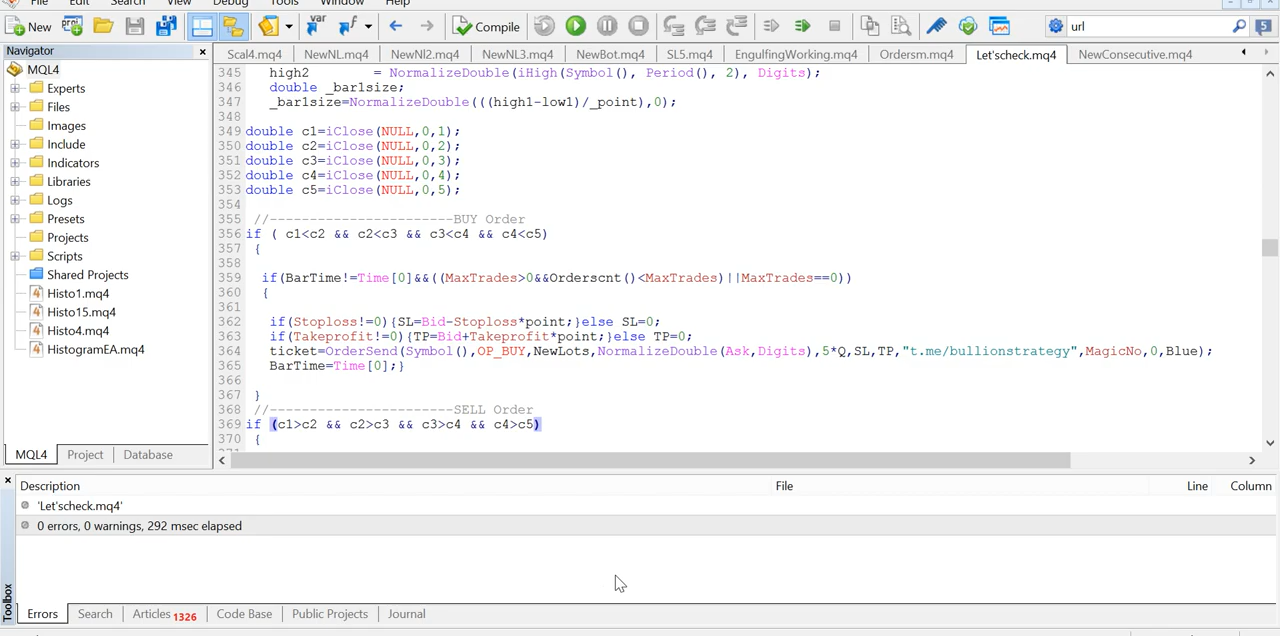 File Edit Search View Debug Tools Window Help
New Compile url 5
Navigator ×
Scal4.mq4 NewNL.mq4 NewNl2.mq4 NewNL3.mq4 NewBot.mq4 SL5.mq4 EngulfingWorking.mq4 Ordersm.mq4 Let'scheck.mq4 NewConsecutive.mq4
MQL4
Experts
Files
Images
Include
Indicators
Libraries
Logs
Presets
Projects
Scripts
Shared Projects
Histo1.mq4
Histo15.mq4
Histo4.mq4
HistogramEA.mq4
MQL4 Project Database
345 high2 = NormalizeDouble(iHigh(Symbol(), Period(), 2), Digits);
346 double _bar1size;
347 _bar1size=NormalizeDouble(((high1-low1)/_point),0);
348
349 double c1=iClose(NULL,0,1);
350 double c2=iClose(NULL,0,2);
351 double c3=iClose(NULL,0,3);
352 double c4=iClose(NULL,0,4);
353 double c5=iClose(NULL,0,5);
354
355 //-----------------------BUY Order
356 if ( c1<c2 && c2<c3 && c3<c4 && c4<c5)
357 {
358
359 if(BarTime!=Time[0]&&((MaxTrades>0&&Orderscnt()<MaxTrades)||MaxTrades==0))
360 {
361
362 if(Stoploss!=0){SL=Bid-Stoploss*point;}else SL=0;
363 if(Takeprofit!=0){TP=Bid+Takeprofit*point;}else TP=0;
364 ticket=OrderSend(Symbol(),OP_BUY,NewLots,NormalizeDouble(Ask,Digits),5*Q,SL,TP,"t.me/bullionstrategy",MagicNo,0,Blue);
365 BarTime=Time[0];}
366
367 }
368 //-----------------------SELL Order
369 if (c1>c2 && c2>c3 && c3>c4 && c4>c5)
370 {
Description File Line Column
'Let'scheck.mq4'
0 errors, 0 warnings, 292 msec elapsed
Toolbox
Errors Search Articles 1326 Code Base Public Projects Journal